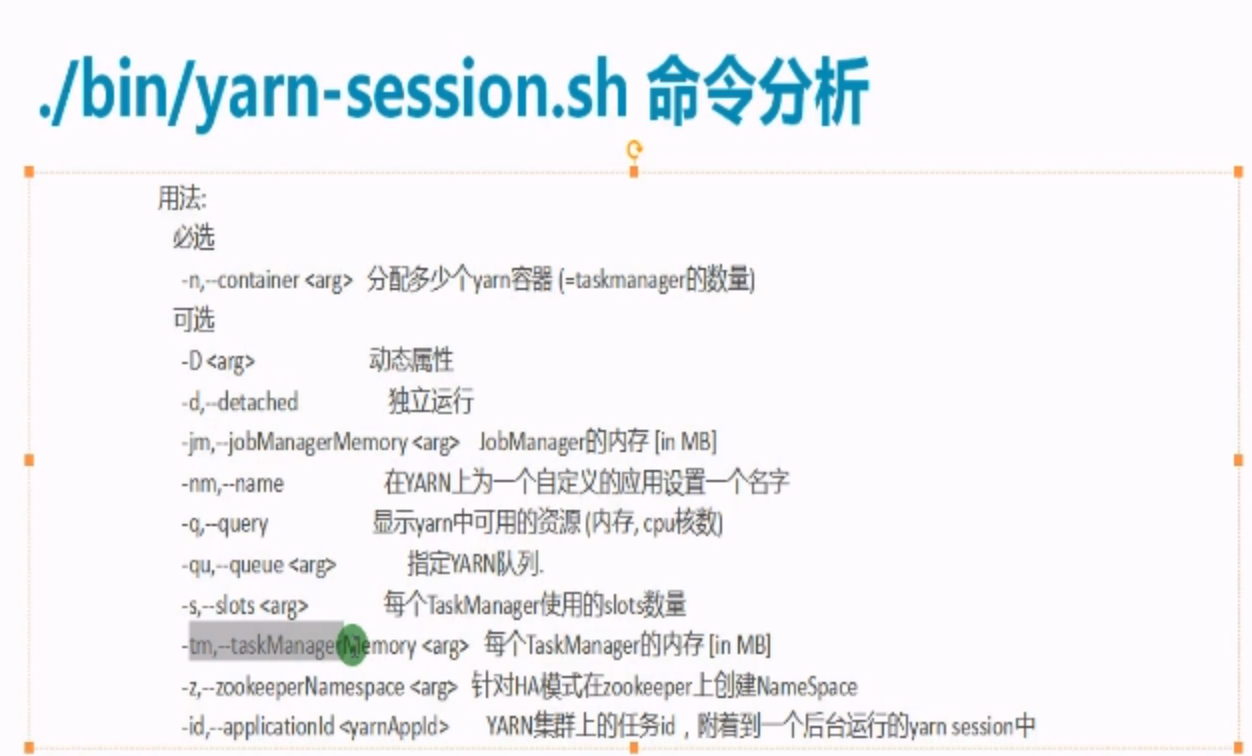 ./bin/yarn-session.sh 命令分析
用法:
必选
-n,--container <arg> 分配多少个yarn容器 (=taskmanager的数量)
可选
-D <arg> 动态属性
-d,--detached 独立运行
-jm,--jobManagerMemory <arg> JobManager的内存 [in MB]
-nm,--name 在YARN上为一个自定义的应用设置一个名字
-q,--query 显示yarn中可用的资源 (内存, cpu核数)
-qu,--queue <arg> 指定YARN队列.
-s,--slots <arg> 每个TaskManager使用的slots数量
-tm,--taskManagerMemory <arg> 每个TaskManager的内存 [in MB]
-z,--zookeeperNamespace <arg> 针对HA模式在zookeeper上创建NameSpace
-id,--applicationId <yarnAppId> YARN集群上的任务id，附着到一个后台运行的yarn session中